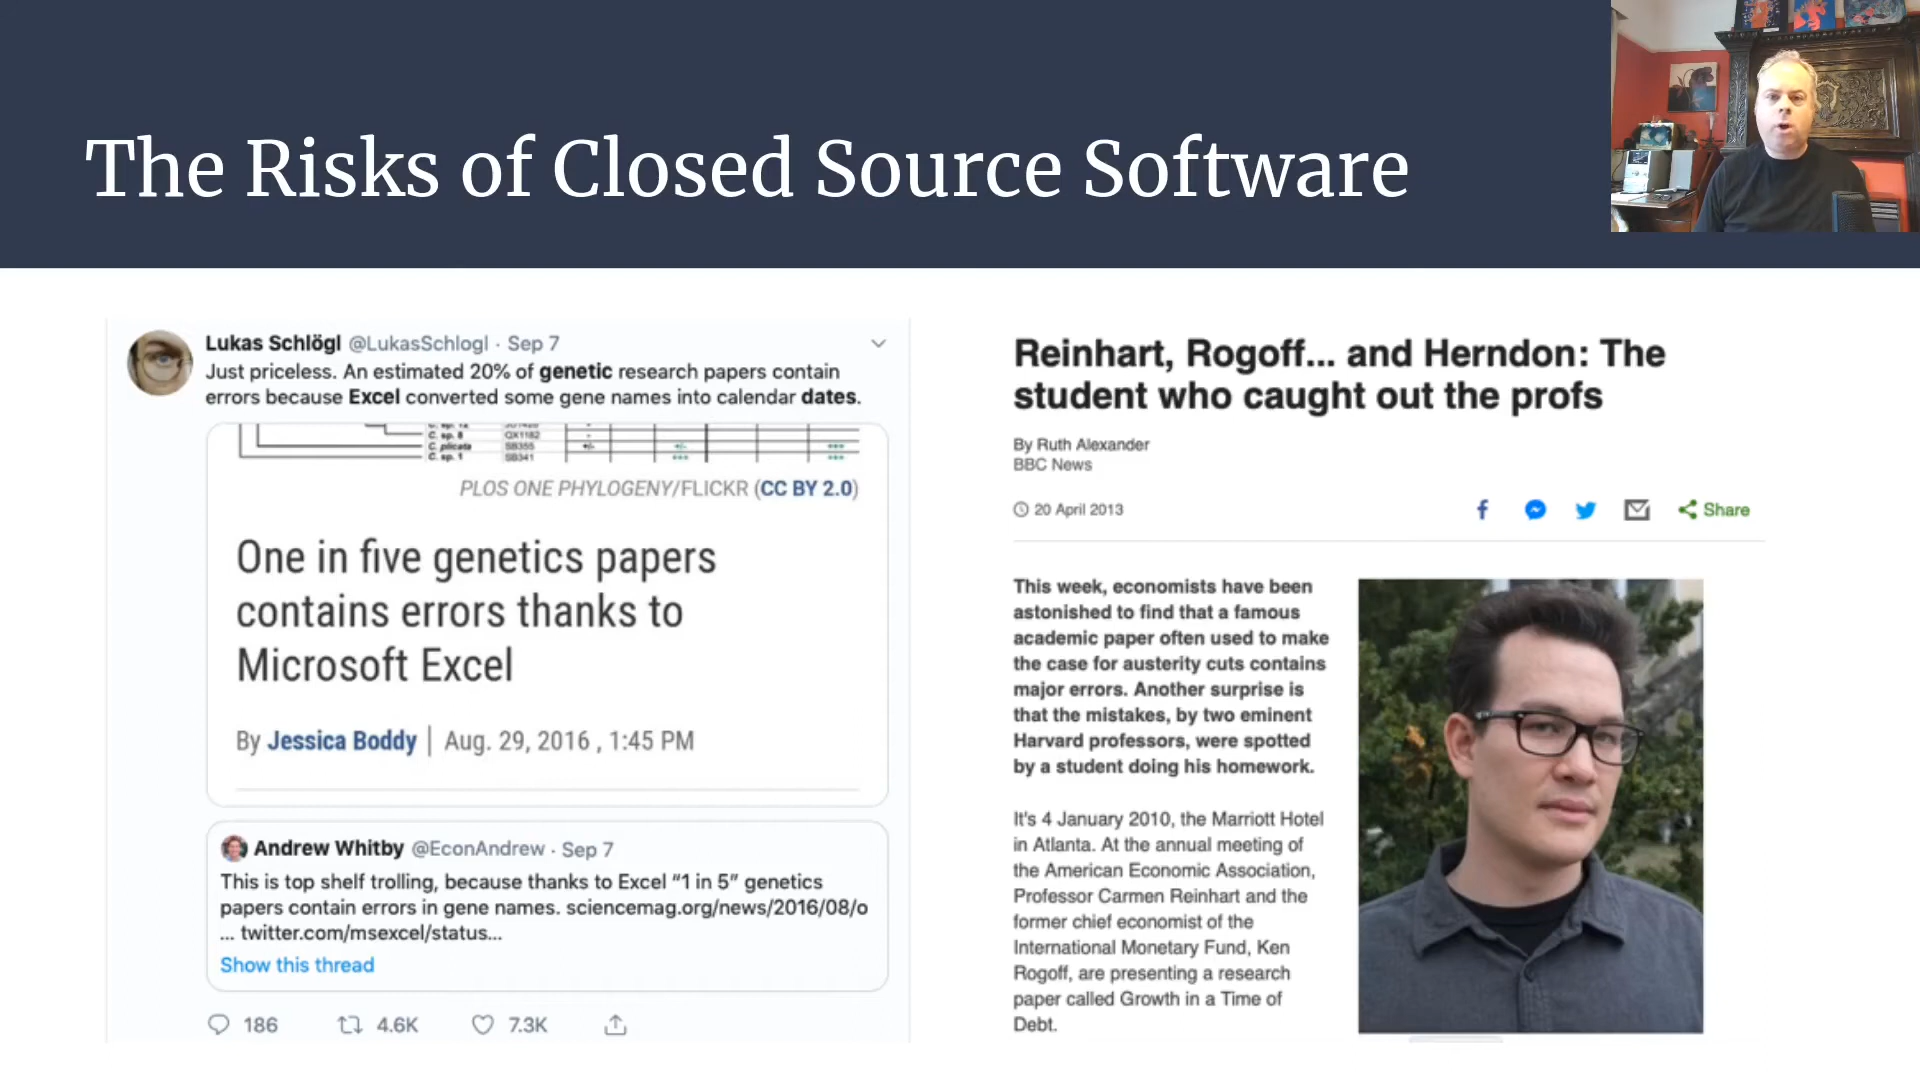 The Risks of Closed Source Software
Lukas Schlögl @LukasSchlogl · Sep 7
Just priceless. An estimated 20% of genetic research papers contain
errors because Excel converted some gene names into calendar dates.
C. sp. 8 QX1182
C. plicata SB355 +/- +/- +++
C. sp. 1 SB341 +++ +++
PLOS ONE PHYLOGENY/FLICKR (CC BY 2.0)
One in five genetics papers
contains errors thanks to
Microsoft Excel
By Jessica Boddy | Aug. 29, 2016 , 1:45 PM
Andrew Whitby @EconAndrew · Sep 7
This is top shelf trolling, because thanks to Excel “1 in 5” genetics
papers contain errors in gene names. sciencemag.org/news/2016/08/o
... twitter.com/msexcel/status...
Show this thread
186 4.6K 7.3K
Reinhart, Rogoff... and Herndon: The
student who caught out the profs
By Ruth Alexander
BBC News
20 April 2013
Share
This week, economists have been
astonished to find that a famous
academic paper often used to make
the case for austerity cuts contains
major errors. Another surprise is
that the mistakes, by two eminent
Harvard professors, were spotted
by a student doing his homework.
It's 4 January 2010, the Marriott Hotel
in Atlanta. At the annual meeting of
the American Economic Association,
Professor Carmen Reinhart and the
former chief economist of the
International Monetary Fund, Ken
Rogoff, are presenting a research
paper called Growth in a Time of
Debt.